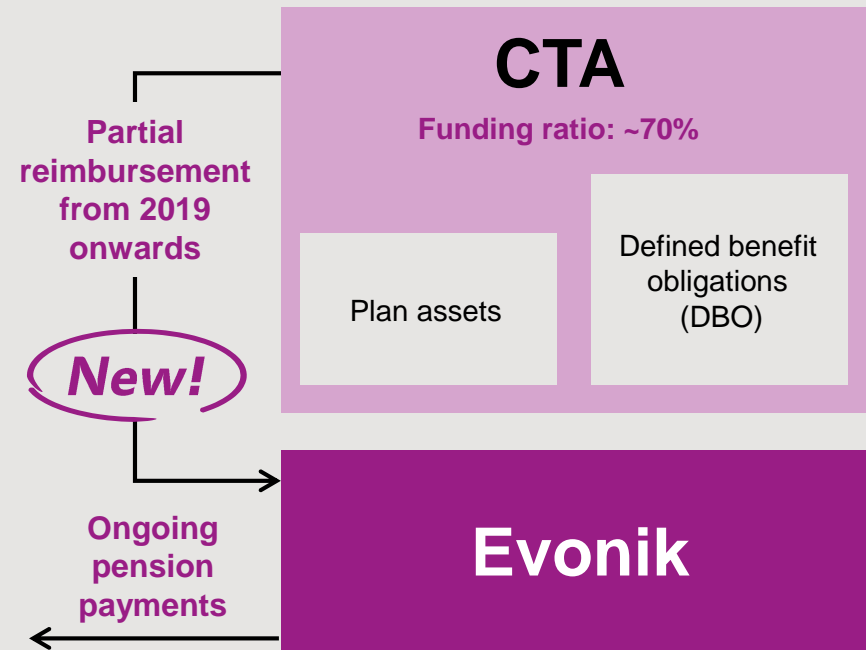 CTA
Funding ratio: ~70%
Partial
reimbursement
from 2019
onwards
Plan assets
Defined benefit
obligations
(DBO)
New!
Evonik
Ongoing
pension
payments